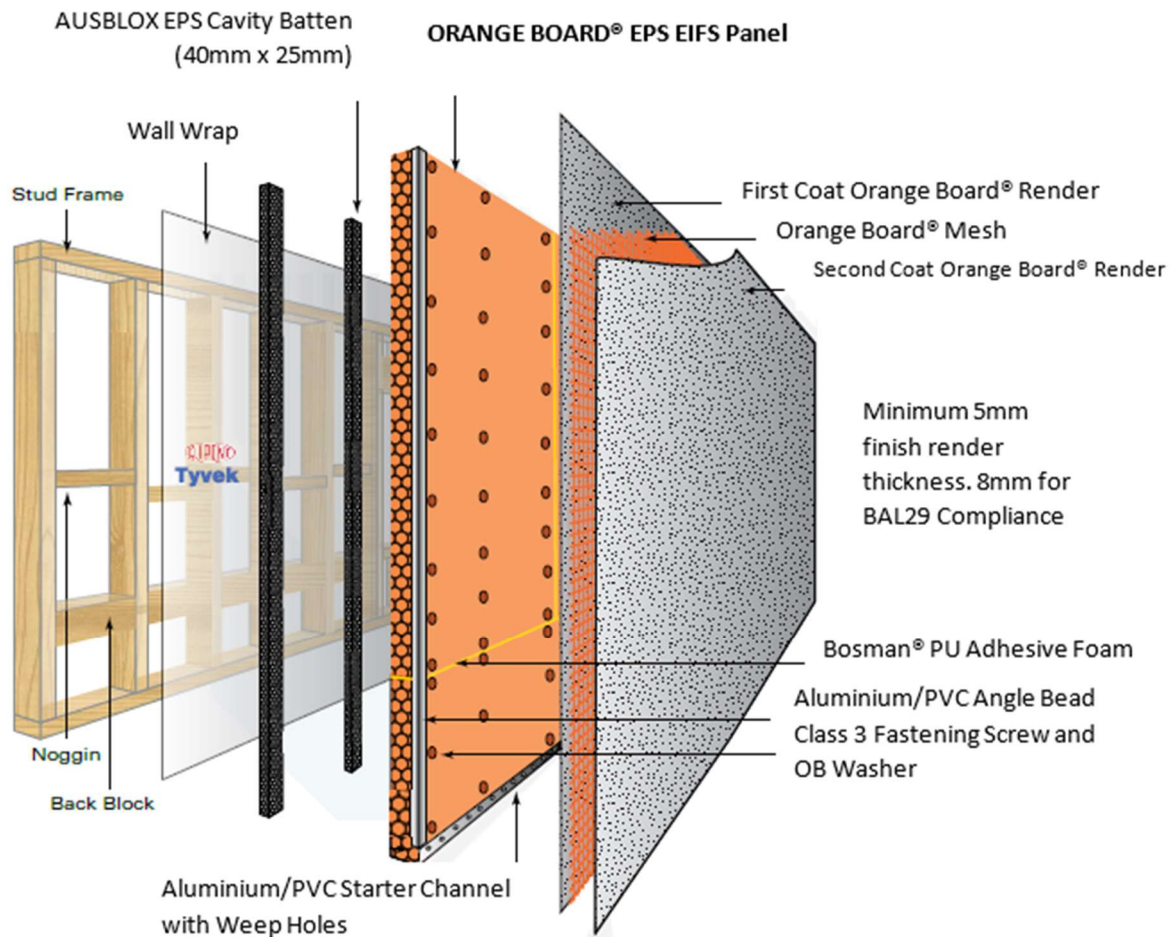 AUSBLOX EPS Cavity Batten
(40mm x 25mm)
ORANGE BOARD® EPS EIFS Panel
Wall Wrap
Stud Frame
First Coat Orange Board® Render
Orange Board® Mesh
Second Coat Orange Board® Render
Tyvek
Minimum 5mm
finish render
thickness. 8mm for
BAL29 Compliance
Bosman® PU Adhesive Foam
Aluminium/PVC Angle Bead
Class 3 Fastening Screw and
OB Washer
Noggin
Back Block
Aluminium/PVC Starter Channel
with Weep Holes